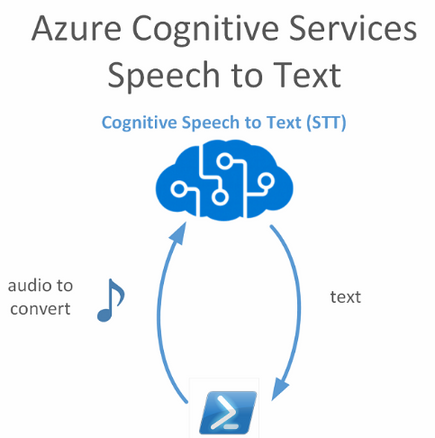 Azure Cognitive Services
Speech to Text
Cognitive Speech to Text (STT)
audio to
convert
text